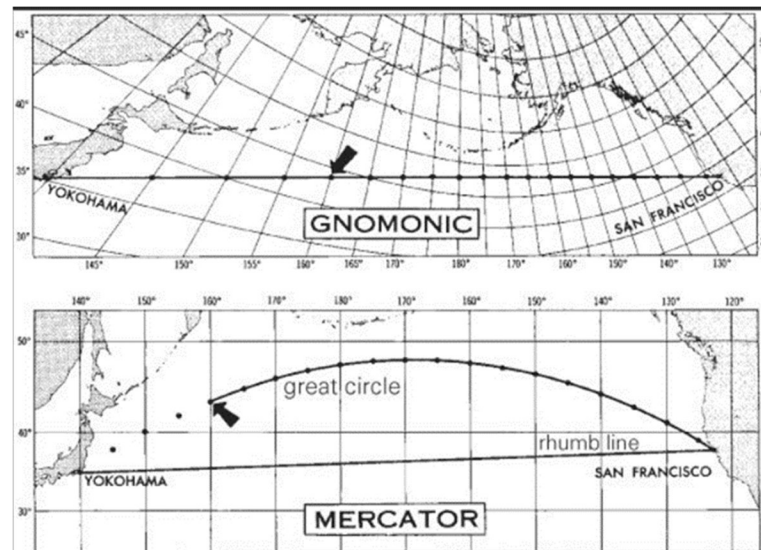 45°
40°
35°
30°
YOKOHAMA
SAN FRANCISCO
GNOMONIC
145° 150° 155° 160° 165° 170° 180° 170° 160° 150° 140° 130°
140° 150° 160° 170° 180° 170° 160° 150° 140° 130° 120°
50°
great circle
40°
rhumb line
YOKOHAMA
SAN FRANCISCO
30°
MERCATOR